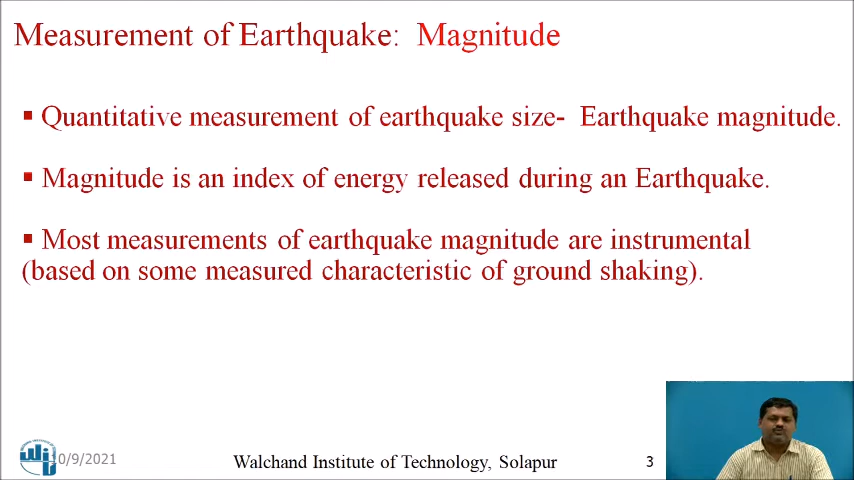 Measurement of Earthquake: Magnitude
▪ Quantitative measurement of earthquake size- Earthquake magnitude.
▪ Magnitude is an index of energy released during an Earthquake.
▪ Most measurements of earthquake magnitude are instrumental
(based on some measured characteristic of ground shaking).
10/9/2021
Walchand Institute of Technology, Solapur
3